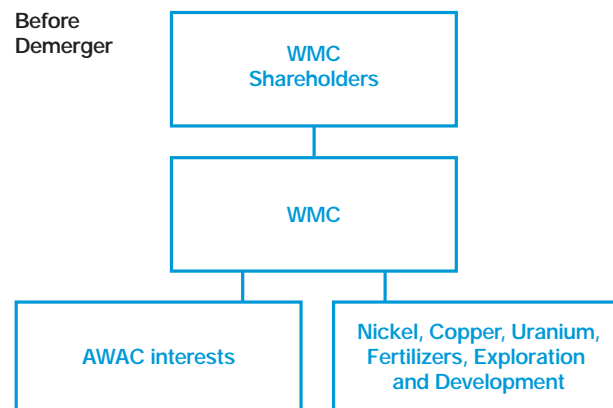 Before
Demerger
WMC
Shareholders
WMC
AWAC interests
Nickel, Copper, Uranium,
Fertilizers, Exploration
and Development